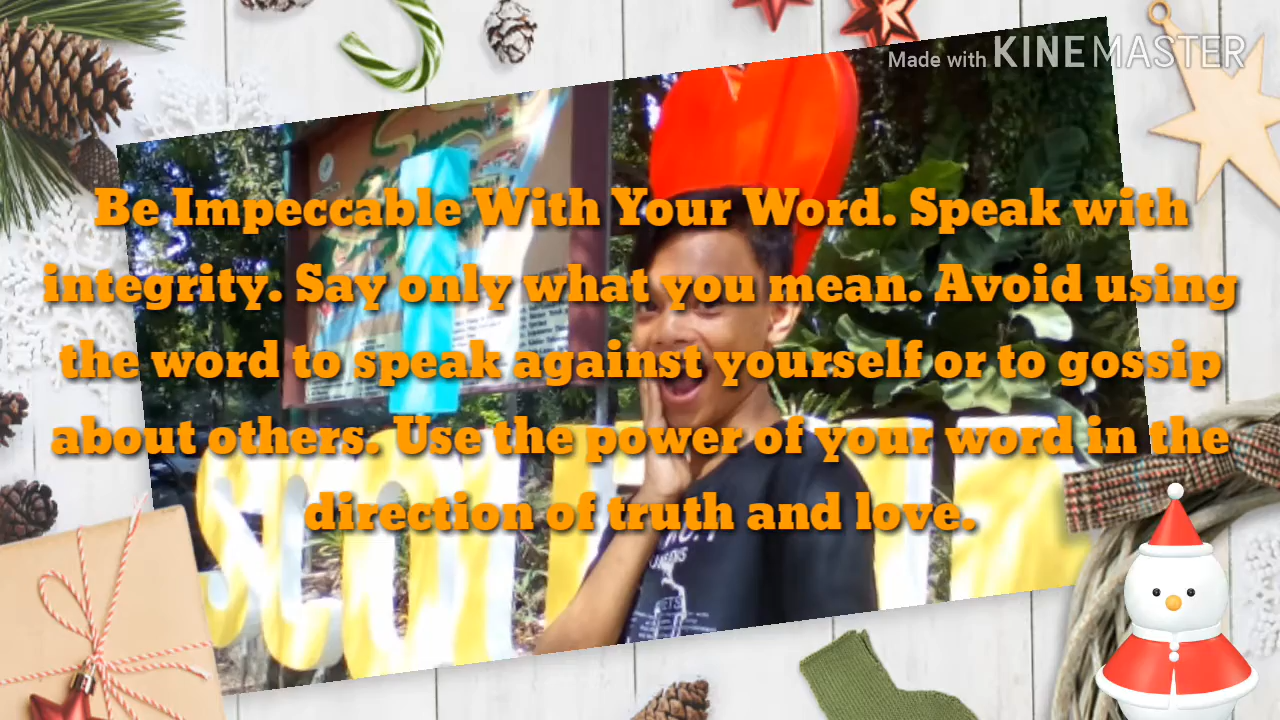 Made with KINEMASTER
Be Impeccable With Your Word. Speak with
integrity. Say only what you mean. Avoid using
the word to speak against yourself or to gossip
about others. Use the power of your word in the
direction of truth and love.